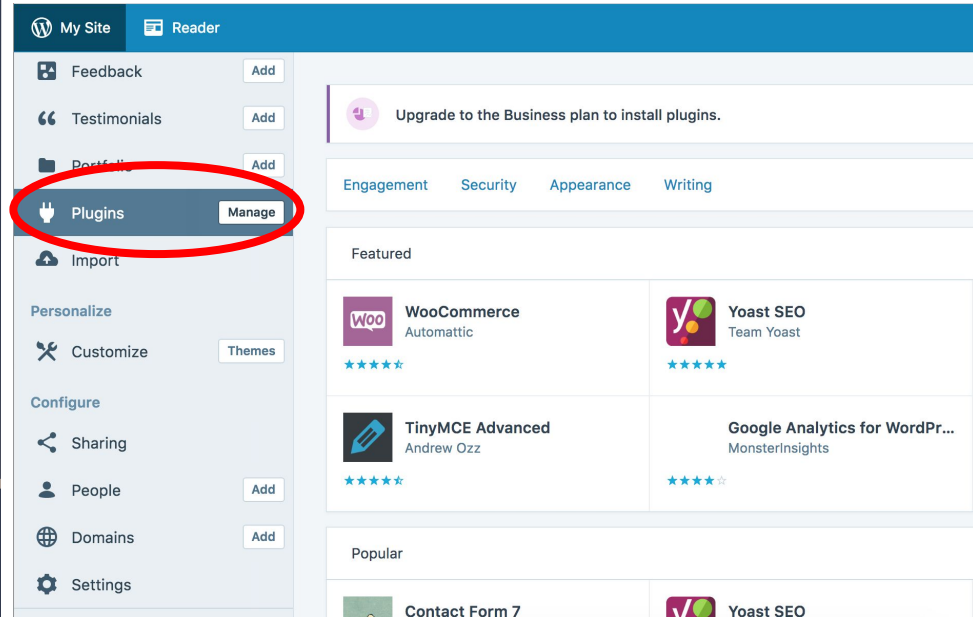 My Site
Reader
Feedback
Add
Testimonials
Add
Portfolio
Add
Plugins
Manage
Import
Personalize
Customize
Themes
Configure
Sharing
People
Add
Domains
Add
Settings
Upgrade to the Business plan to install plugins.
Engagement Security Appearance Writing
Featured
WooCommerce
Automattic
Yoast SEO
Team Yoast
TinyMCE Advanced
Andrew Ozz
Google Analytics for WordPr...
MonsterInsights
Popular
Contact Form 7
Yoast SEO